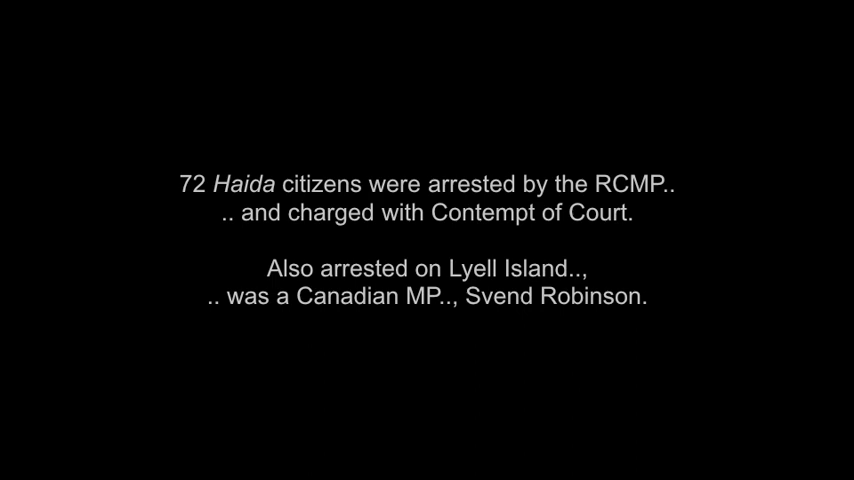 72 Haida citizens were arrested by the RCMP..
.. and charged with Contempt of Court.
Also arrested on Lyell Island..,
.. was a Canadian MP.., Svend Robinson.